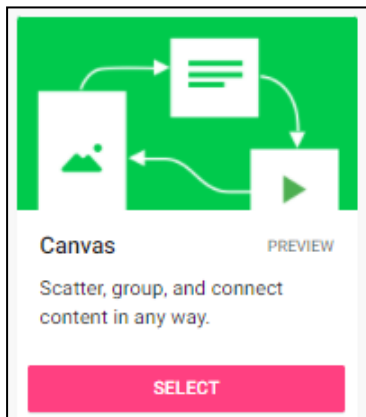 Canvas PREVIEW
Scatter, group, and connect
content in any way.
SELECT